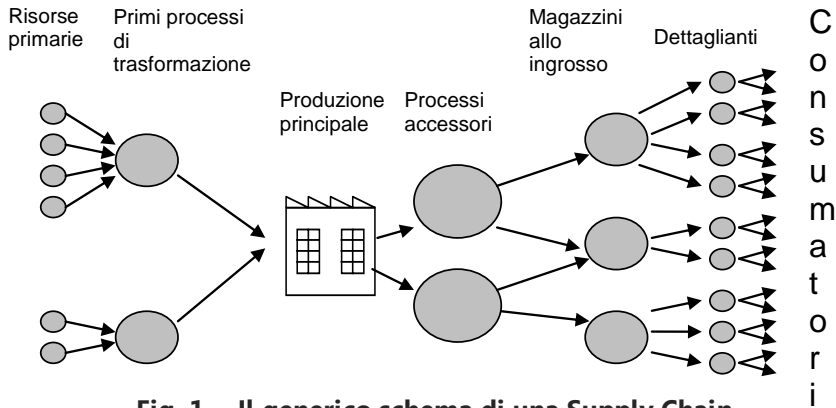 Risorse
primarie
Primi processi
di
trasformazione
Produzione
principale
Processi
accessori
Magazzini
allo
ingrosso
Dettaglianti
C
o
n
s
u
m
a
t
o
r
i
Fig. 1 – Il generico schema di una Supply Chain